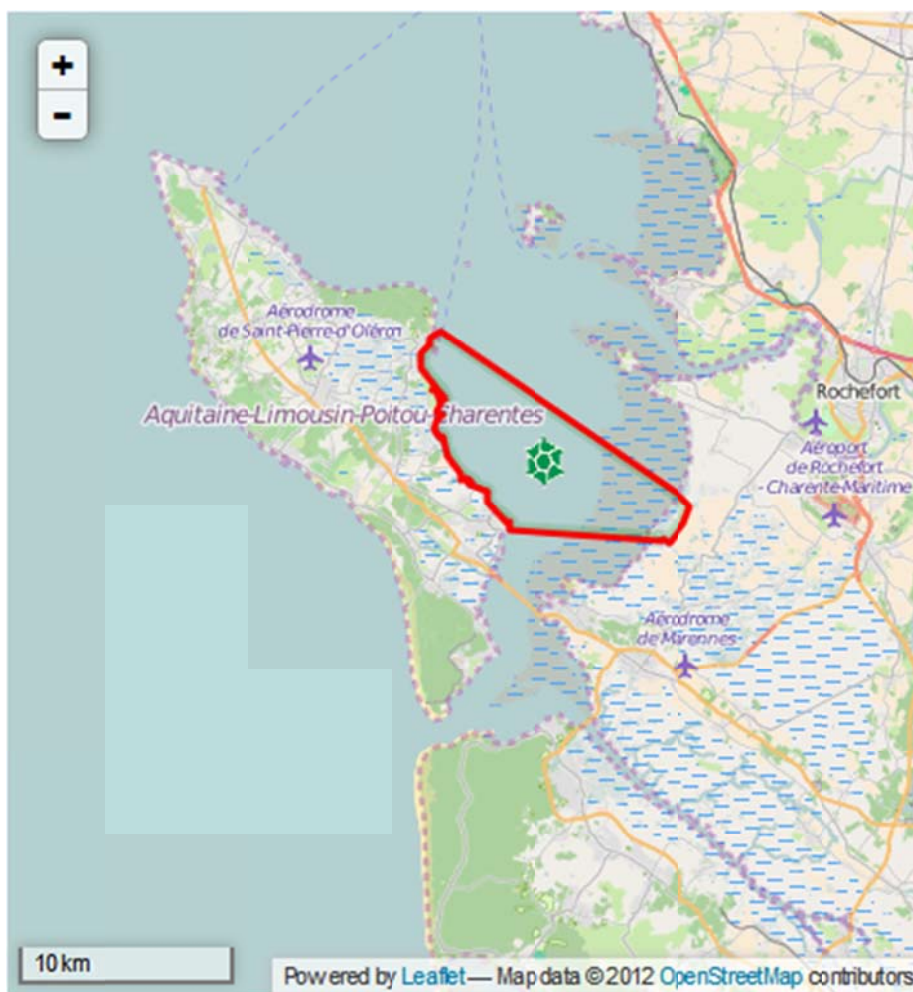 +
-
Aérodrome
de Saint-Pierre-d'Oléron
Aquitaine-Limousin-Poitou-Charentes
Rochefort
Aéroport
de Rochefort
- Charente-Maritime
Aérodrome
de Marennes
10 km
Powered by Leaflet — Map data © 2012 OpenStreetMap contributors